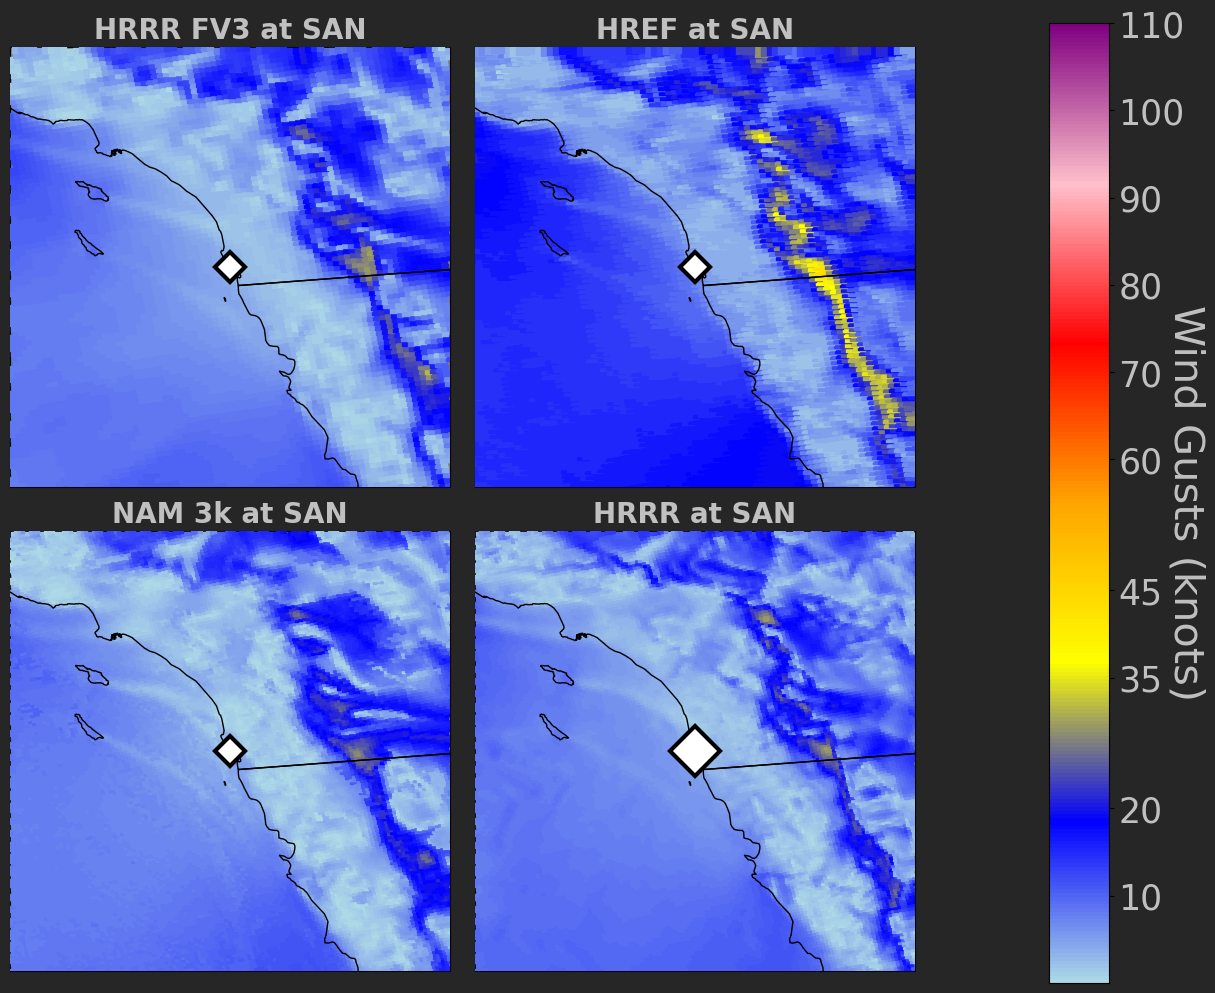 HRRR FV3 at SAN
HREF at SAN
NAM 3k at SAN
HRRR at SAN
110
100
90
80
70
60
45
35
20
10
Wind Gusts (knots)